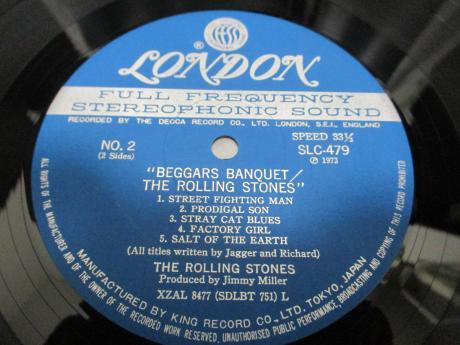 ®
LONDON
FULL FREQUENCY
STEREOPHONIC SOUND
RECORDED BY THE DECCA RECORD CO., LTD. LONDON, S.E.I., ENGLAND
NO. 2
(2 Sides)
SPEED 33⅓
SLC-479
Ⓟ 1973
"BEGGARS BANQUET/
THE ROLLING STONES"
1. STREET FIGHTING MAN
2. PRODIGAL SON
3. STRAY CAT BLUES
4. FACTORY GIRL
5. SALT OF THE EARTH
(All titles written by Jagger and Richard)
THE ROLLING STONES
Produced by Jimmy Miller
XZAL 8477 (SDLBT 751) L
MANUFACTURED BY KING RECORD CO., LTD. TOKYO, JAPAN
ALL RIGHTS OF THE MANUFACTURER AND OF THE OWNER OF THE RECORDED WORK RESERVED, UNAUTHORISED PUBLIC PERFORMANCE, BROADCASTING AND COPYING OF THIS RECORD PROHIBITED